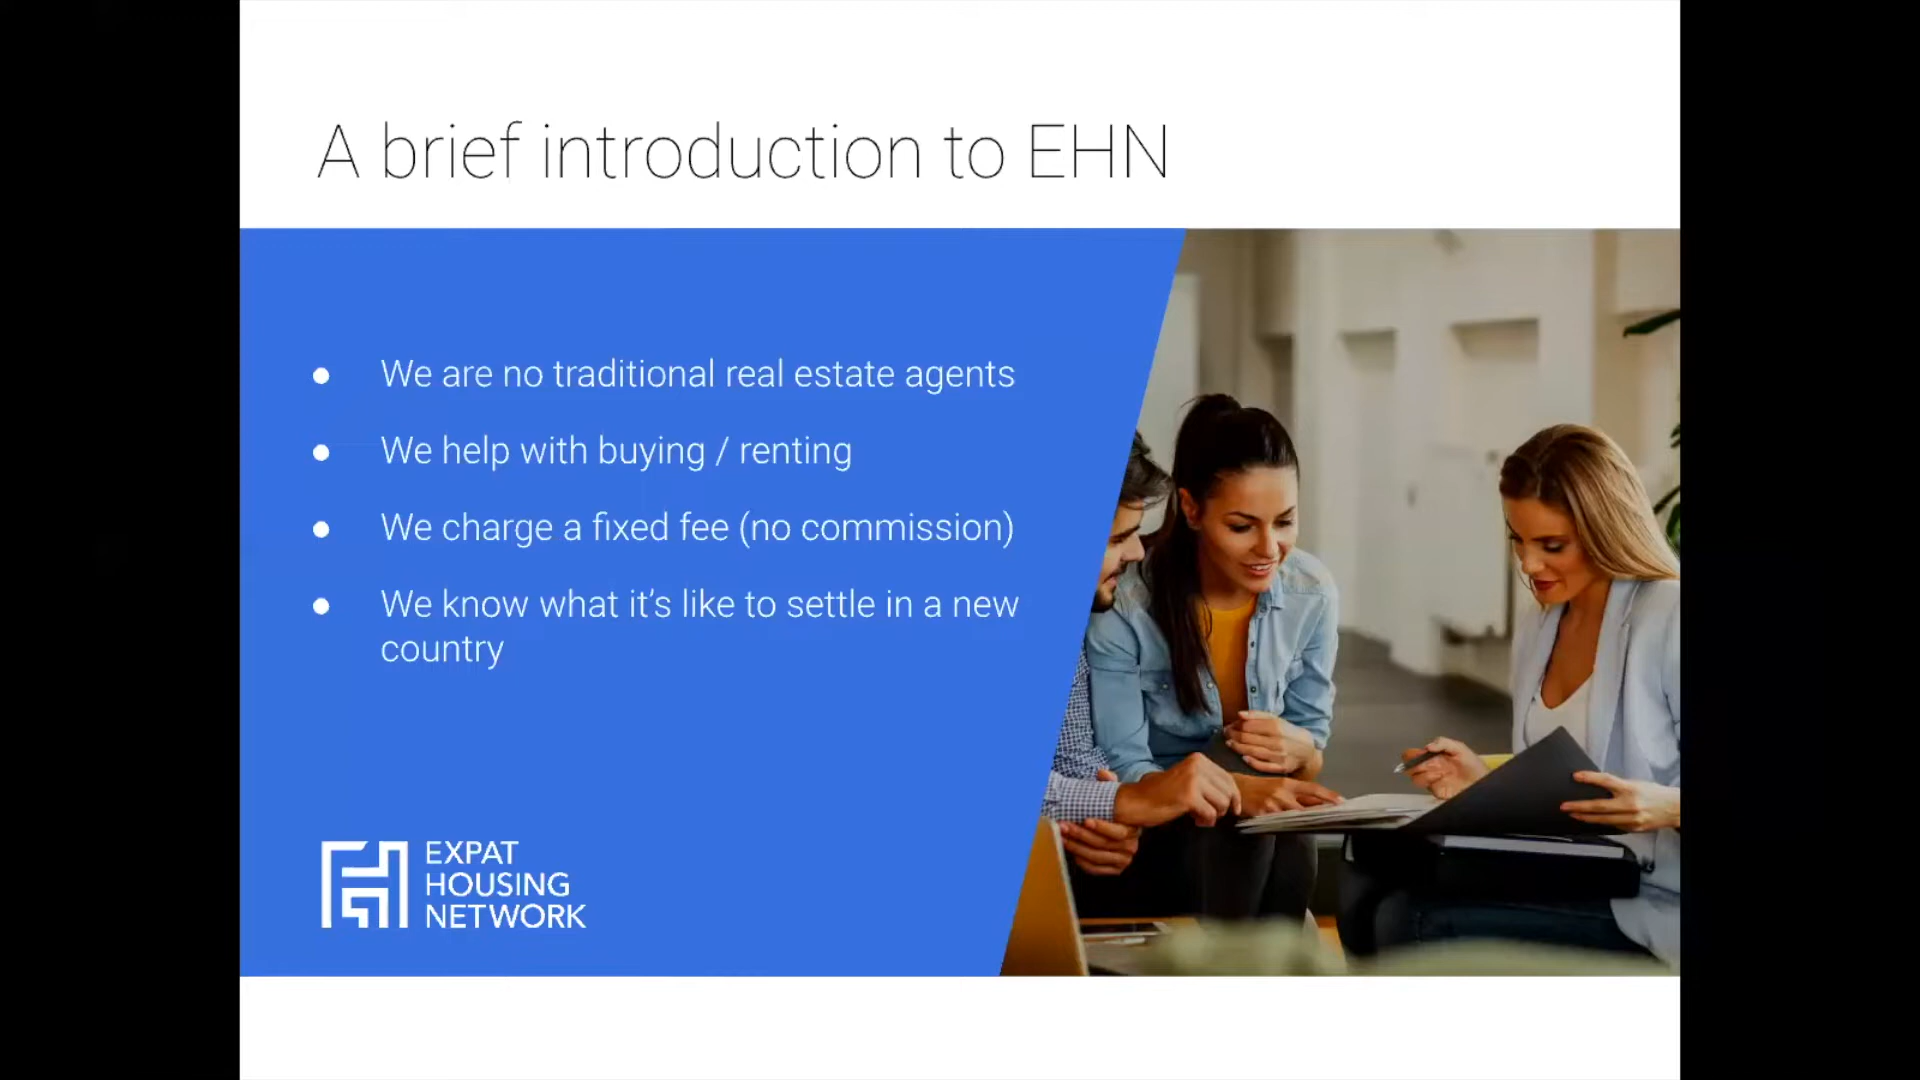 A brief introduction to EHN
● We are no traditional real estate agents
● We help with buying / renting
● We charge a fixed fee (no commission)
● We know what it's like to settle in a new
country
EXPAT
HOUSING
NETWORK